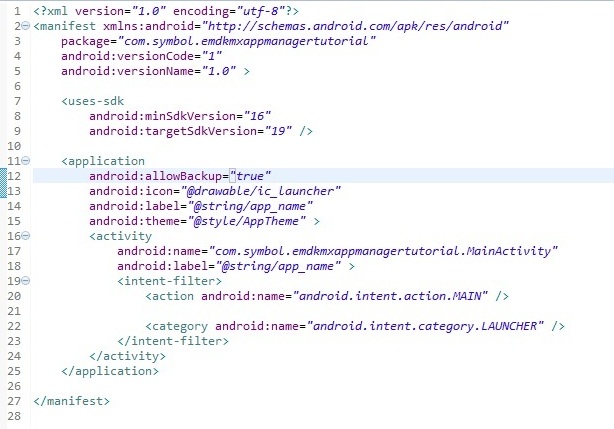 1 <?xml version="1.0" encoding="utf-8"?>
2 <manifest xmlns:android="http://schemas.android.com/apk/res/android"
3     package="com.symbol.emdkmxappmanagertutorial"
4     android:versionCode="1"
5     android:versionName="1.0" >
6
7     <uses-sdk
8         android:minSdkVersion="16"
9         android:targetSdkVersion="19" />
10
11     <application
12         android:allowBackup="true"
13         android:icon="@drawable/ic_launcher"
14         android:label="@string/app_name"
15         android:theme="@style/AppTheme" >
16         <activity
17             android:name="com.symbol.emdkmxappmanagertutorial.MainActivity"
18             android:label="@string/app_name" >
19             <intent-filter>
20                 <action android:name="android.intent.action.MAIN" />
21
22                 <category android:name="android.intent.category.LAUNCHER" />
23             </intent-filter>
24         </activity>
25     </application>
26
27 </manifest>
28